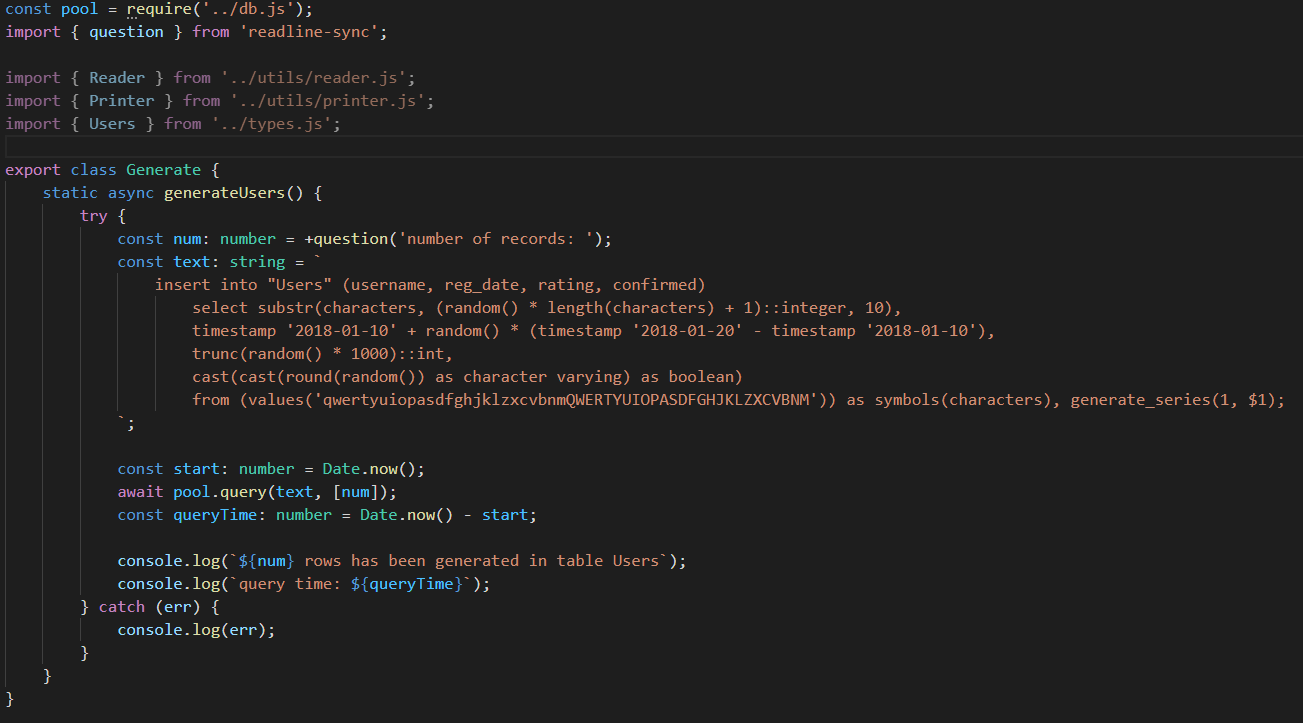 const pool = require('../db.js');
import { question } from 'readline-sync';
import { Reader } from '../utils/reader.js';
import { Printer } from '../utils/printer.js';
import { Users } from '../types.js';
export class Generate {
static async generateUsers() {
try {
const num: number = +question('number of records: ');
const text: string = `
insert into "Users" (username, reg_date, rating, confirmed)
select substr(characters, (random() * length(characters) + 1)::integer, 10),
timestamp '2018-01-10' + random() * (timestamp '2018-01-20' - timestamp '2018-01-10'),
trunc(random() * 1000)::int,
cast(cast(round(random()) as character varying) as boolean)
from (values('qwertyuiopasdfghjklzxcvbnmQWERTYUIOPASDFGHJKLZXCVBNM')) as symbols(characters), generate_series(1, $1);
`;
const start: number = Date.now();
await pool.query(text, [num]);
const queryTime: number = Date.now() - start;
console.log(`${num} rows has been generated in table Users`);
console.log(`query time: ${queryTime}`);
} catch (err) {
console.log(err);
}
}
}